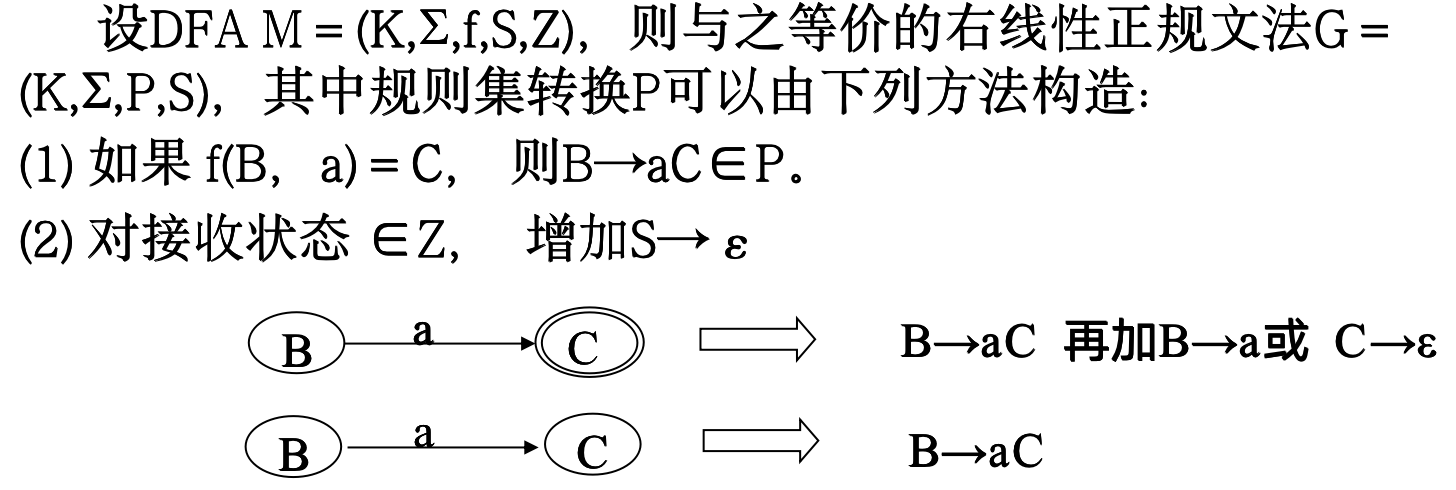 设DFA M = (K,Σ,f,S,Z), 则与之等价的右线性正规文法G =
(K,Σ,P,S), 其中规则集转换P可以由下列方法构造:
(1) 如果 f(B, a) = C, 则B→aC∈P。
(2) 对接收状态 ∈Z, 增加S→ ε
B a C B→aC 再加B→a或 C→ε
B a C B→aC